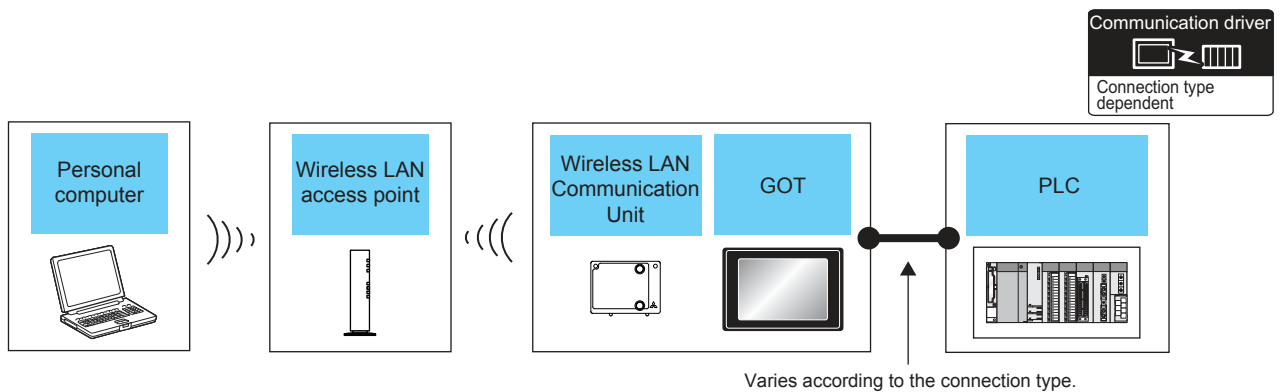 Communication driver
Connection type
dependent
Personal
computer
Wireless LAN
access point
Wireless LAN
Communication
Unit
GOT
PLC
Varies according to the connection type.